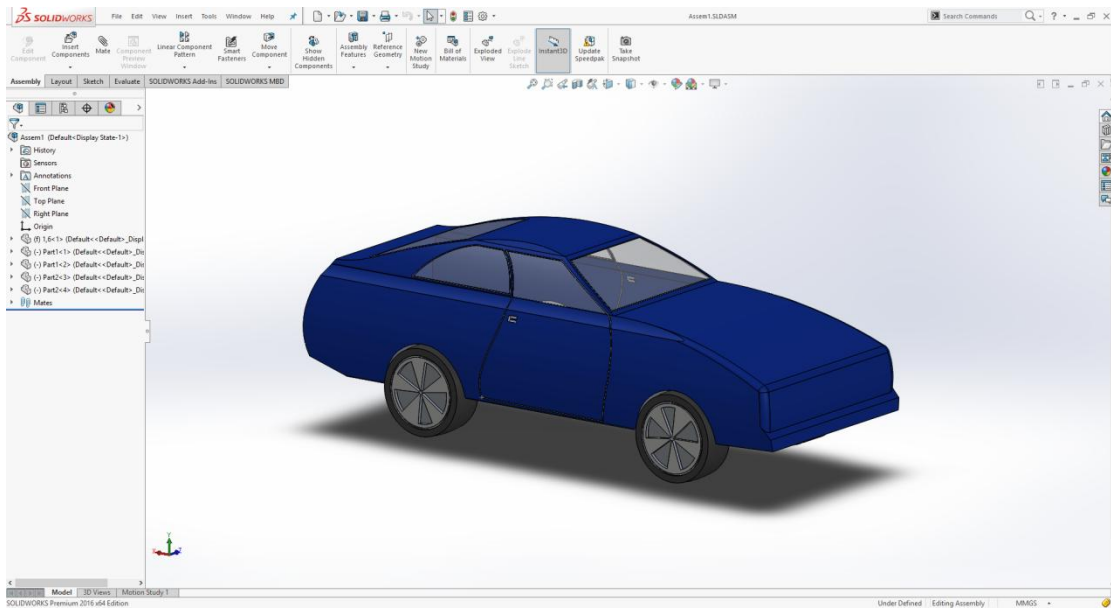 SOLIDWORKS File Edit View Insert Tools Window Help Assem1.SLDASM Search Commands
Edit Component
Insert Components
Mate
Component Preview Window
Linear Component Pattern
Smart Fasteners
Move Component
Show Hidden Components
Assembly Features
Reference Geometry
New Motion Study
Bill of Materials
Exploded View
Explode Line Sketch
Instant3D
Update Speedpak
Take Snapshot
Assembly Layout Sketch Evaluate SOLIDWORKS Add-Ins SOLIDWORKS MBD
Assem1 (Default<Display State-1>)
History
Sensors
Annotations
Front Plane
Top Plane
Right Plane
Origin
(f) 1,6<1> (Default<<Default>_Displ
(-) Part1<1> (Default<<Default>_Dis
(-) Part1<2> (Default<<Default>_Dis
(-) Part2<3> (Default<<Default>_Dis
(-) Part2<4> (Default<<Default>_Dis
Mates
Model 3D Views Motion Study 1
SOLIDWORKS Premium 2016 x64 Edition Under Defined Editing Assembly MMGS